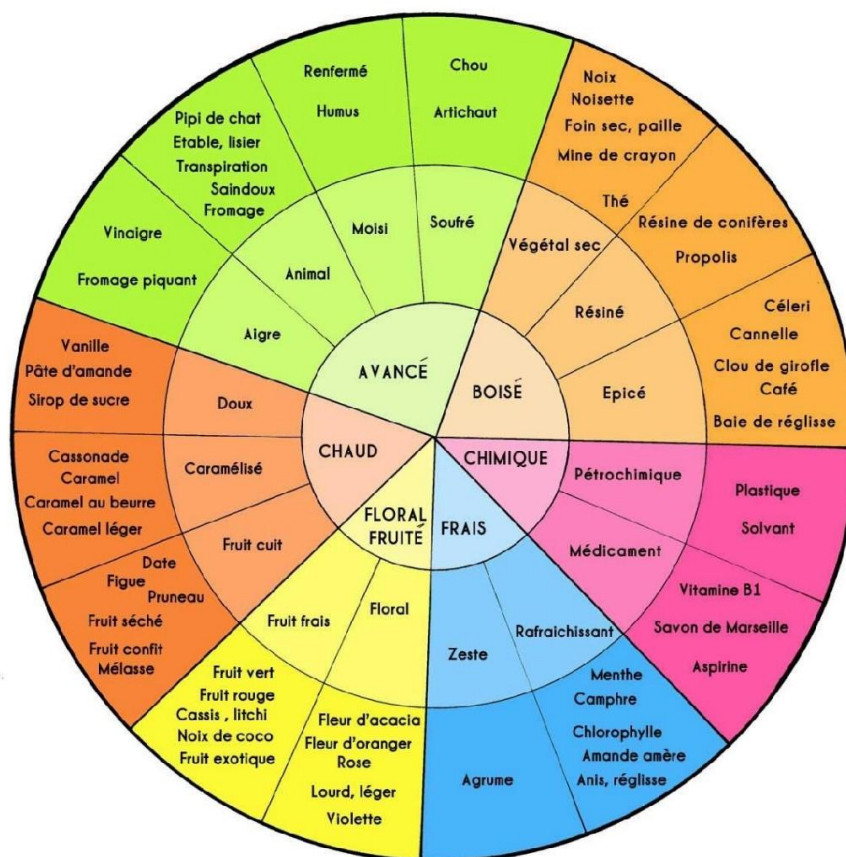 AVANCÉ
Aigre
Vinaigre
Fromage piquant
Animal
Pipi de chat
Etable, lisier
Transpiration
Saindoux
Fromage
Moisi
Renfermé
Humus
Soufré
Chou
Artichaut
BOISÉ
Végétal sec
Noix
Noisette
Foin sec, paille
Mine de crayon
Thé
Résiné
Résine de conifères
Propolis
Epicé
Céleri
Cannelle
Clou de girofle
Café
Baie de réglisse
CHIMIQUE
Pétrochimique
Plastique
Solvant
Médicament
Vitamine B1
Savon de Marseille
Aspirine
FRAIS
Rafraichissant
Menthe
Camphre
Chlorophylle
Amande amère
Anis, réglisse
Zeste
Agrume
FLORAL
FRUITÉ
Floral
Fleur d'acacia
Fleur d'oranger
Rose
Lourd, léger
Violette
Fruit frais
Fruit vert
Fruit rouge
Cassis , litchi
Noix de coco
Fruit exotique
CHAUD
Fruit cuit
Date
Figue
Pruneau
Fruit séché
Fruit confit
Mélasse
Caramélisé
Cassonade
Caramel
Caramel au beurre
Caramel léger
Doux
Vanille
Pâte d'amande
Sirop de sucre